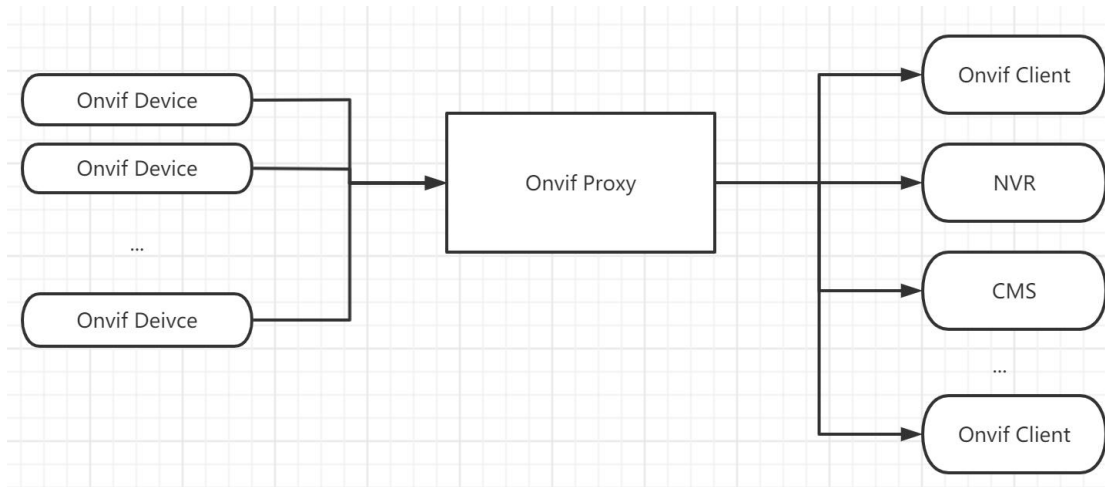 Onvif Device
Onvif Device
...
Onvif Deivce
Onvif Proxy
Onvif Client
NVR
CMS
...
Onvif Client